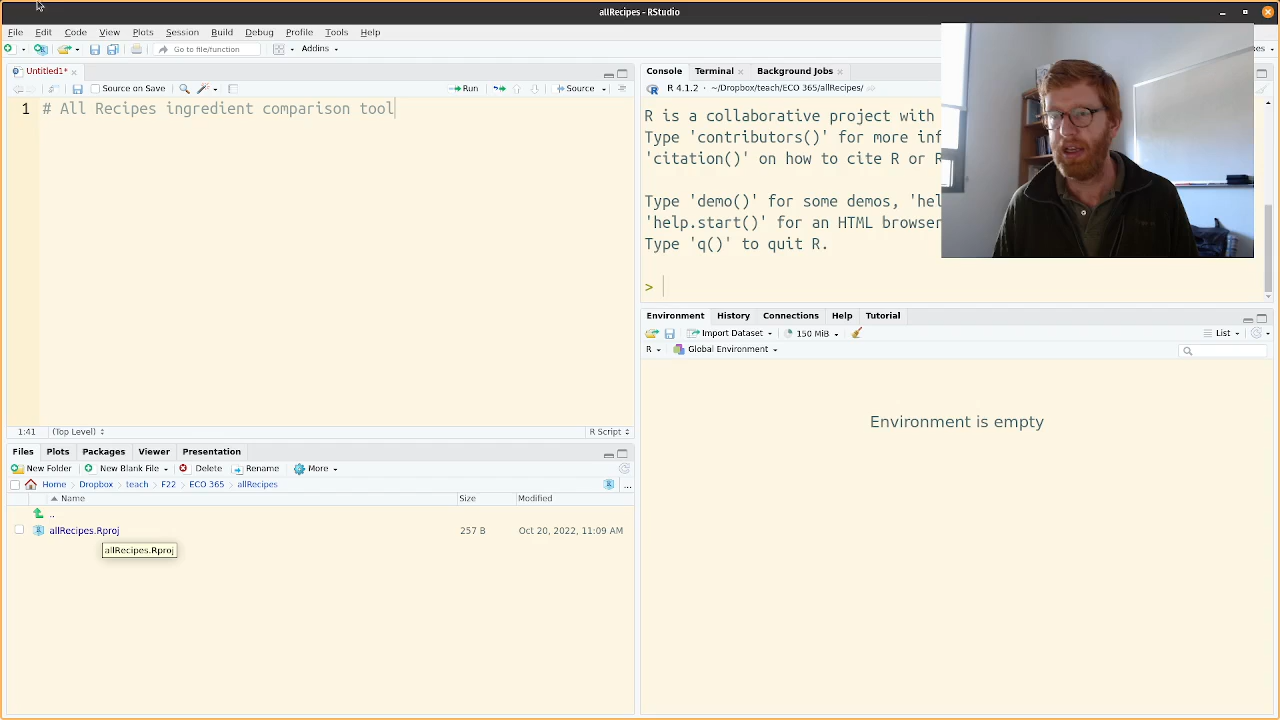 allRecipes - RStudio
File Edit Code View Plots Session Build Debug Profile Tools Help
Go to file/function Addins
Untitled1*
Source on Save Run Source
1 # All Recipes ingredient comparison tool
1:41 (Top Level) R Script
Console Terminal Background Jobs
R 4.1.2 · ~/Dropbox/teach/ECO 365/allRecipes/
R is a collaborative project with
Type 'contributors()' for more inf
'citation()' on how to cite R or R
Type 'demo()' for some demos, 'hel
'help.start()' for an HTML browser
Type 'q()' to quit R.
>
Files Plots Packages Viewer Presentation
New Folder New Blank File Delete Rename More
Home Dropbox teach F22 ECO 365 allRecipes ...
Name Size Modified
..
allRecipes.Rproj 257 B Oct 20, 2022, 11:09 AM
allRecipes.Rproj
Environment History Connections Help Tutorial
Import Dataset 150 MiB List
R Global Environment
Environment is empty